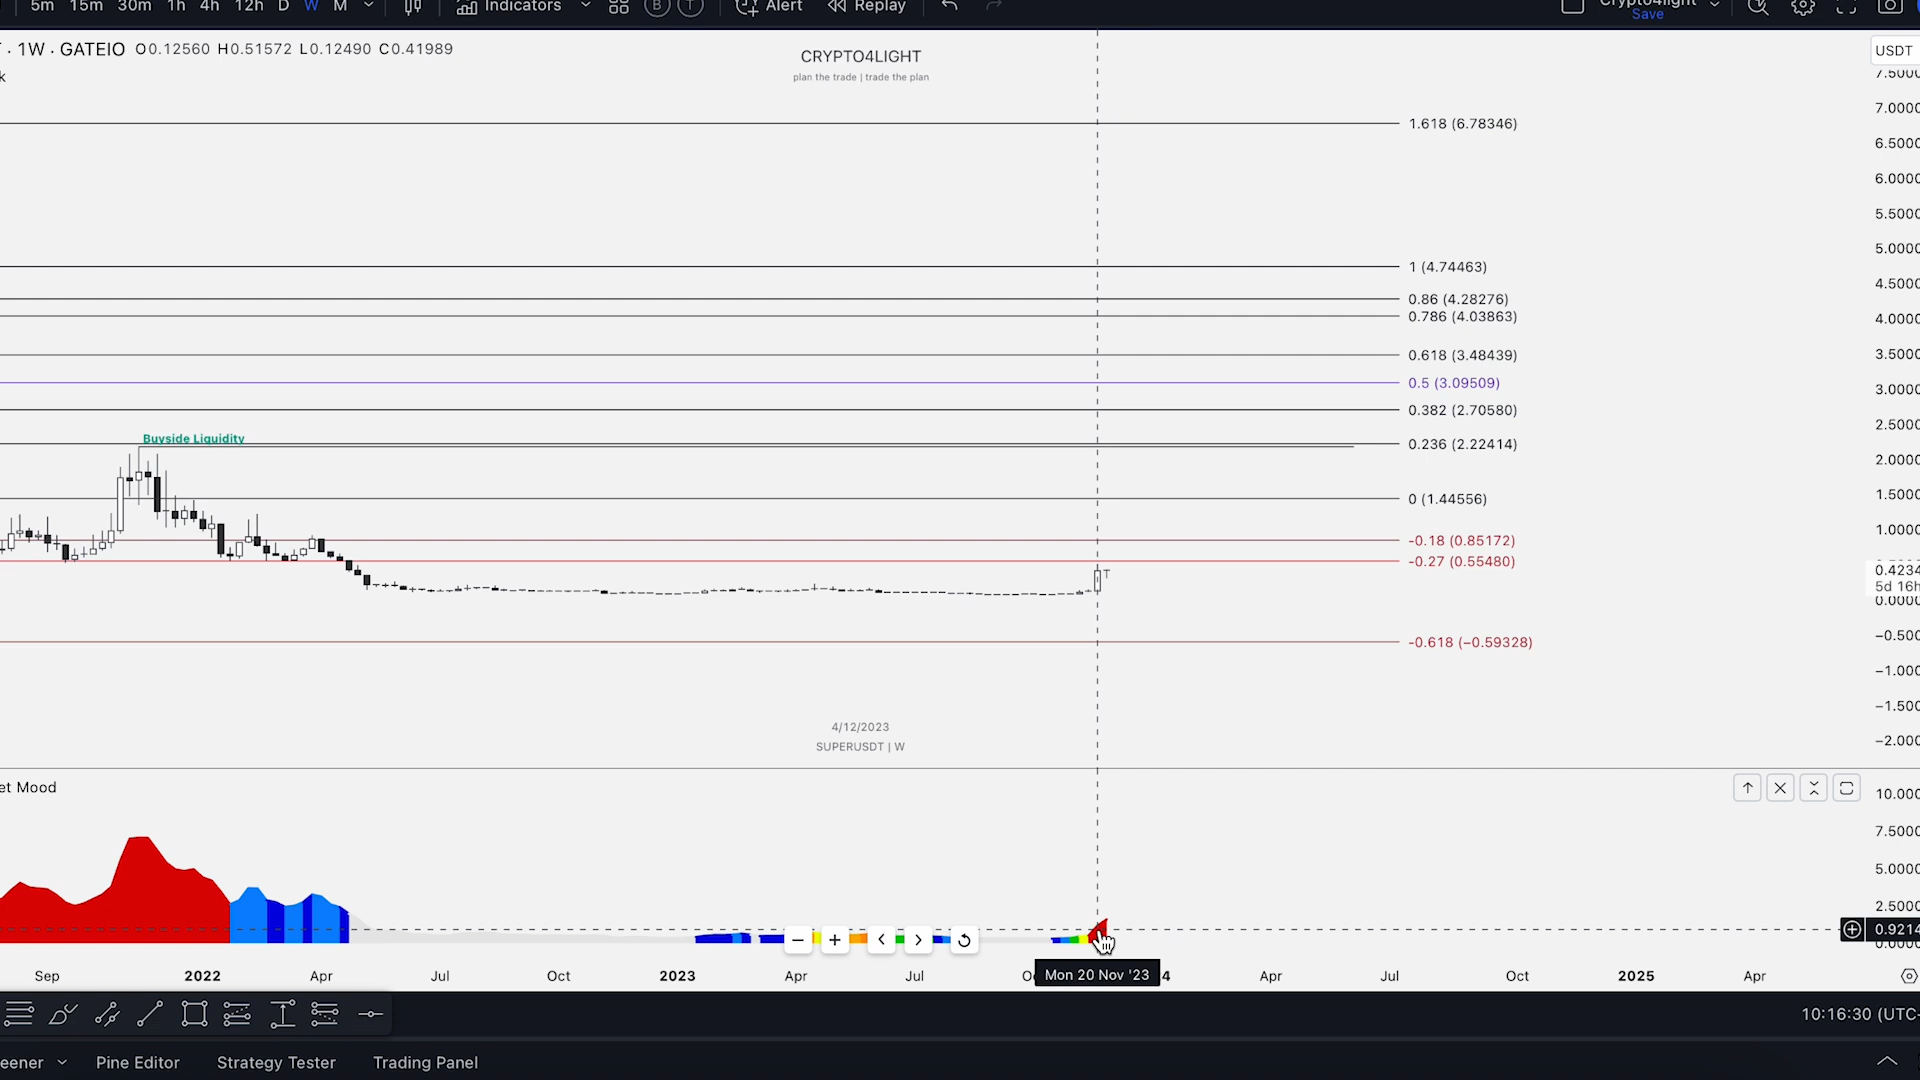 5m 15m 30m 1h 4h 12h D W M Indicators B T Alert Replay
Save
· 1W · GATEIO O0.12560 H0.51572 L0.12490 C0.41989
k
CRYPTO4LIGHT
plan the trade | trade the plan
USDT
7.0000
6.5000
6.0000
5.5000
5.0000
4.5000
4.0000
3.5000
3.0000
2.5000
2.0000
1.5000
1.0000
0.4234
5d 16h
0.0000
−0.500
−1.000
−1.500
−2.000
1.618 (6.78346)
1 (4.74463)
0.86 (4.28276)
0.786 (4.03863)
0.618 (3.48439)
0.5 (3.09509)
0.382 (2.70580)
0.236 (2.22414)
0 (1.44556)
-0.18 (0.85172)
-0.27 (0.55480)
-0.618 (−0.59328)
Buyside Liquidity
4/12/2023
SUPERUSDT | W
et Mood
10.000
7.5000
5.0000
2.5000
0.9214
Sep 2022 Apr Jul Oct 2023 Apr Jul Mon 20 Nov '23 4 Apr Jul Oct 2025 Apr
10:16:30 (UTC-
eener Pine Editor Strategy Tester Trading Panel